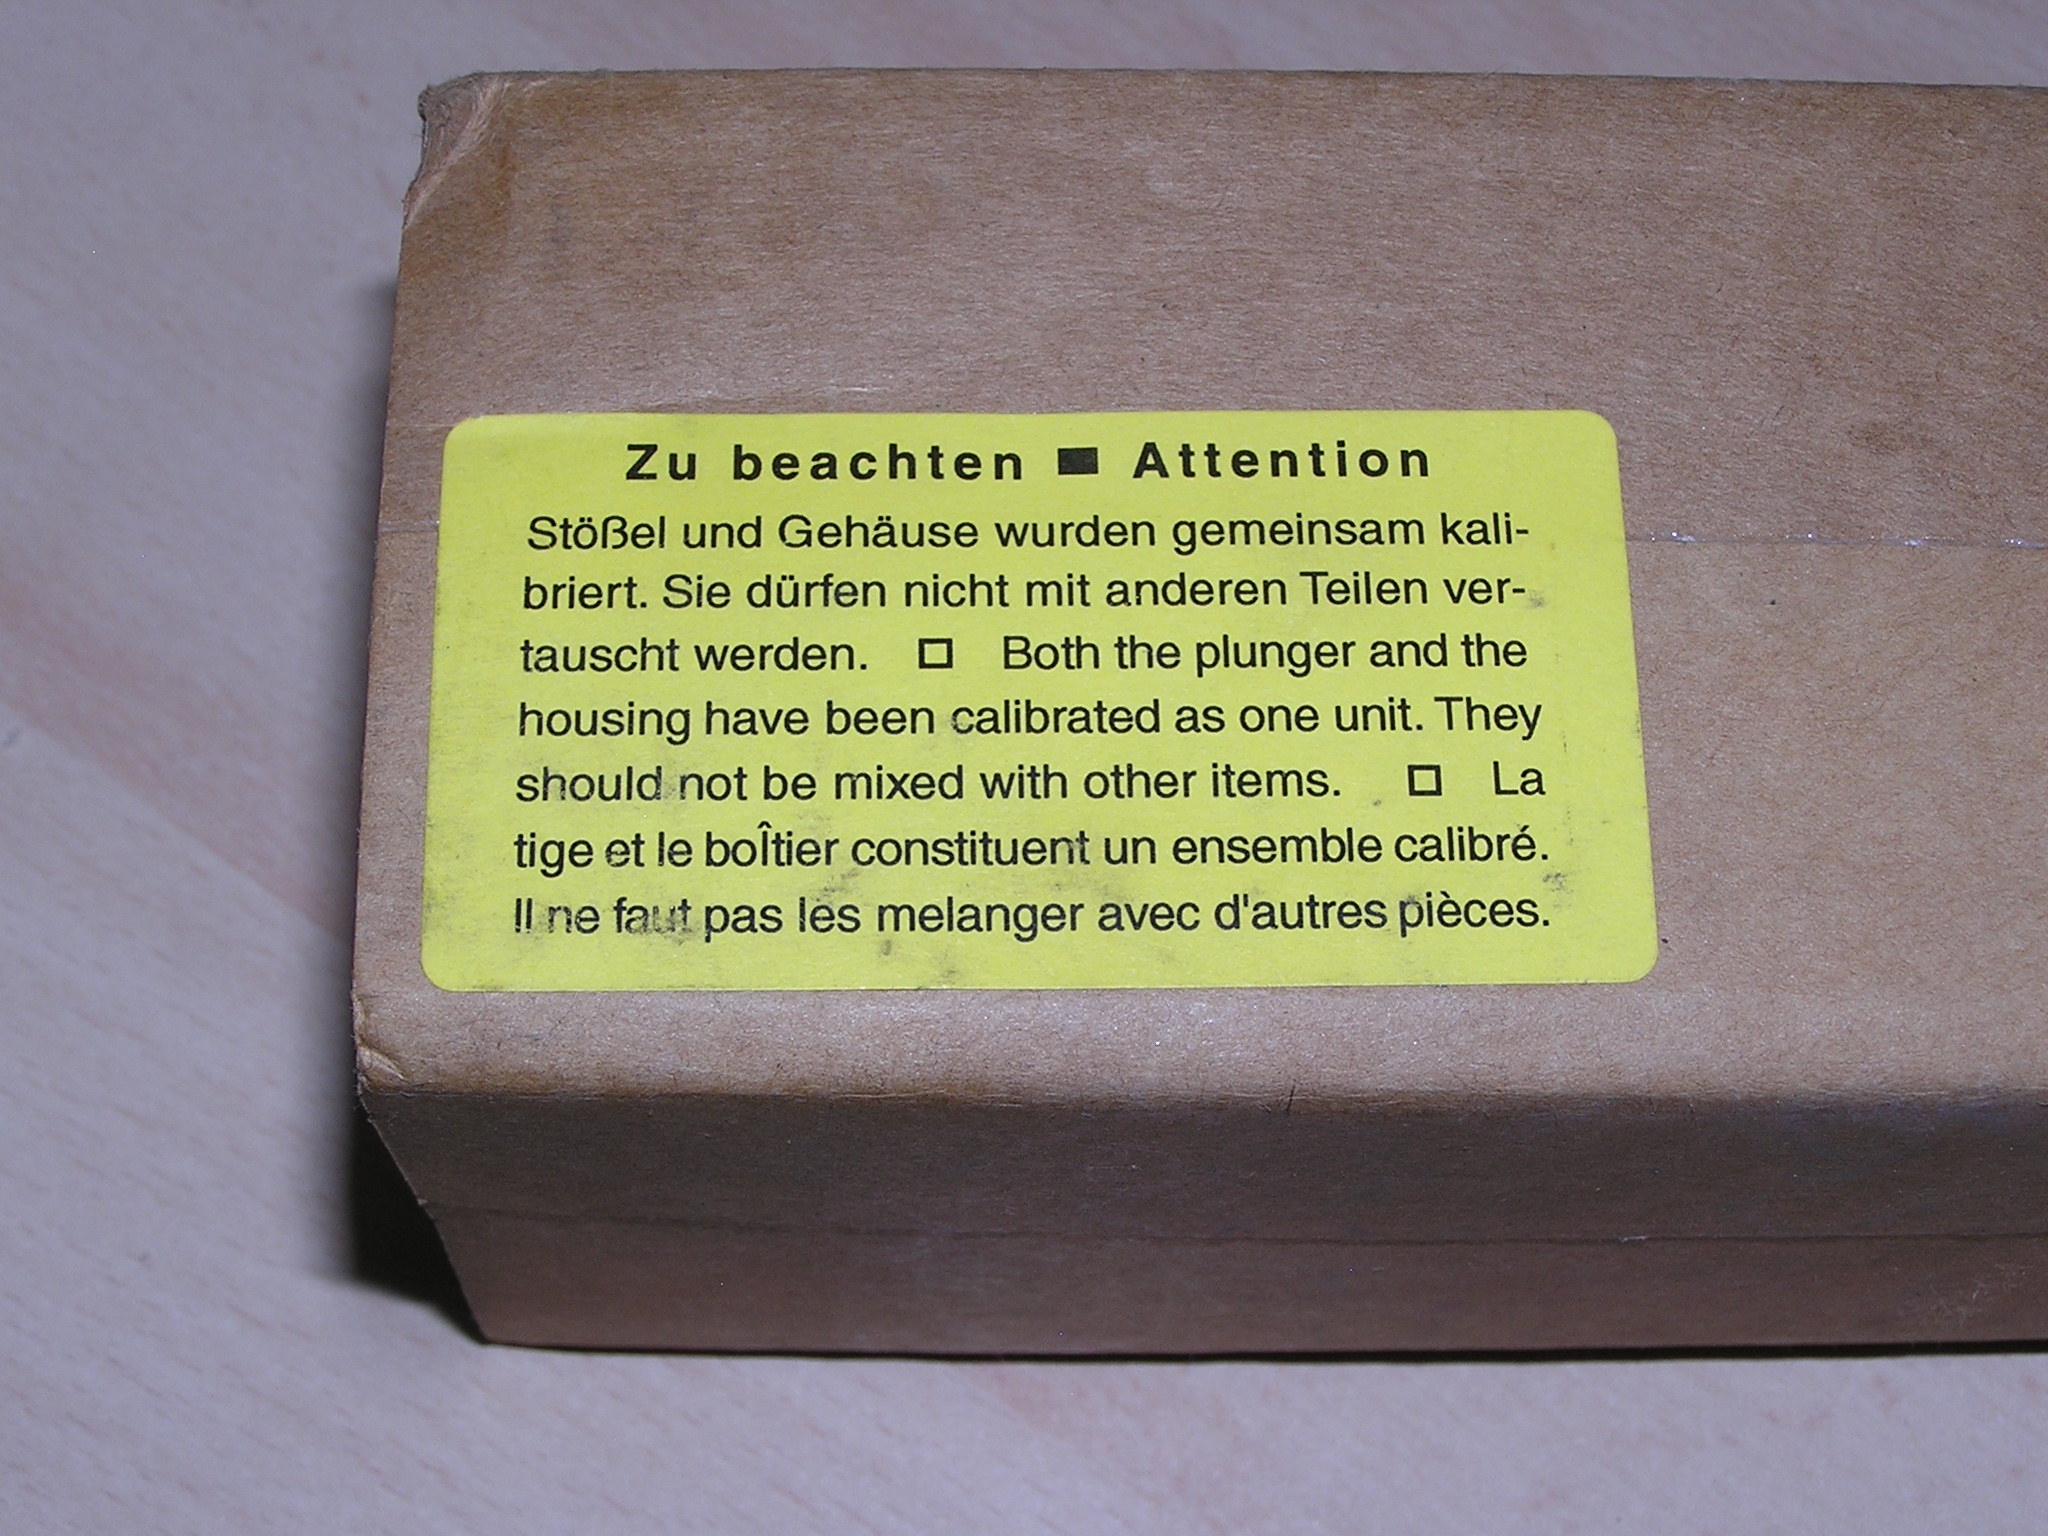 Zu beachten ■ Attention
Stößel und Gehäuse wurden gemeinsam kali-
briert. Sie dürfen nicht mit anderen Teilen ver-
tauscht werden. □ Both the plunger and the
housing have been calibrated as one unit. They
should not be mixed with other items. □ La
tige et le boÎtier constituent un ensemble calibré.
Il ne faut pas les melanger avec d'autres pièces.